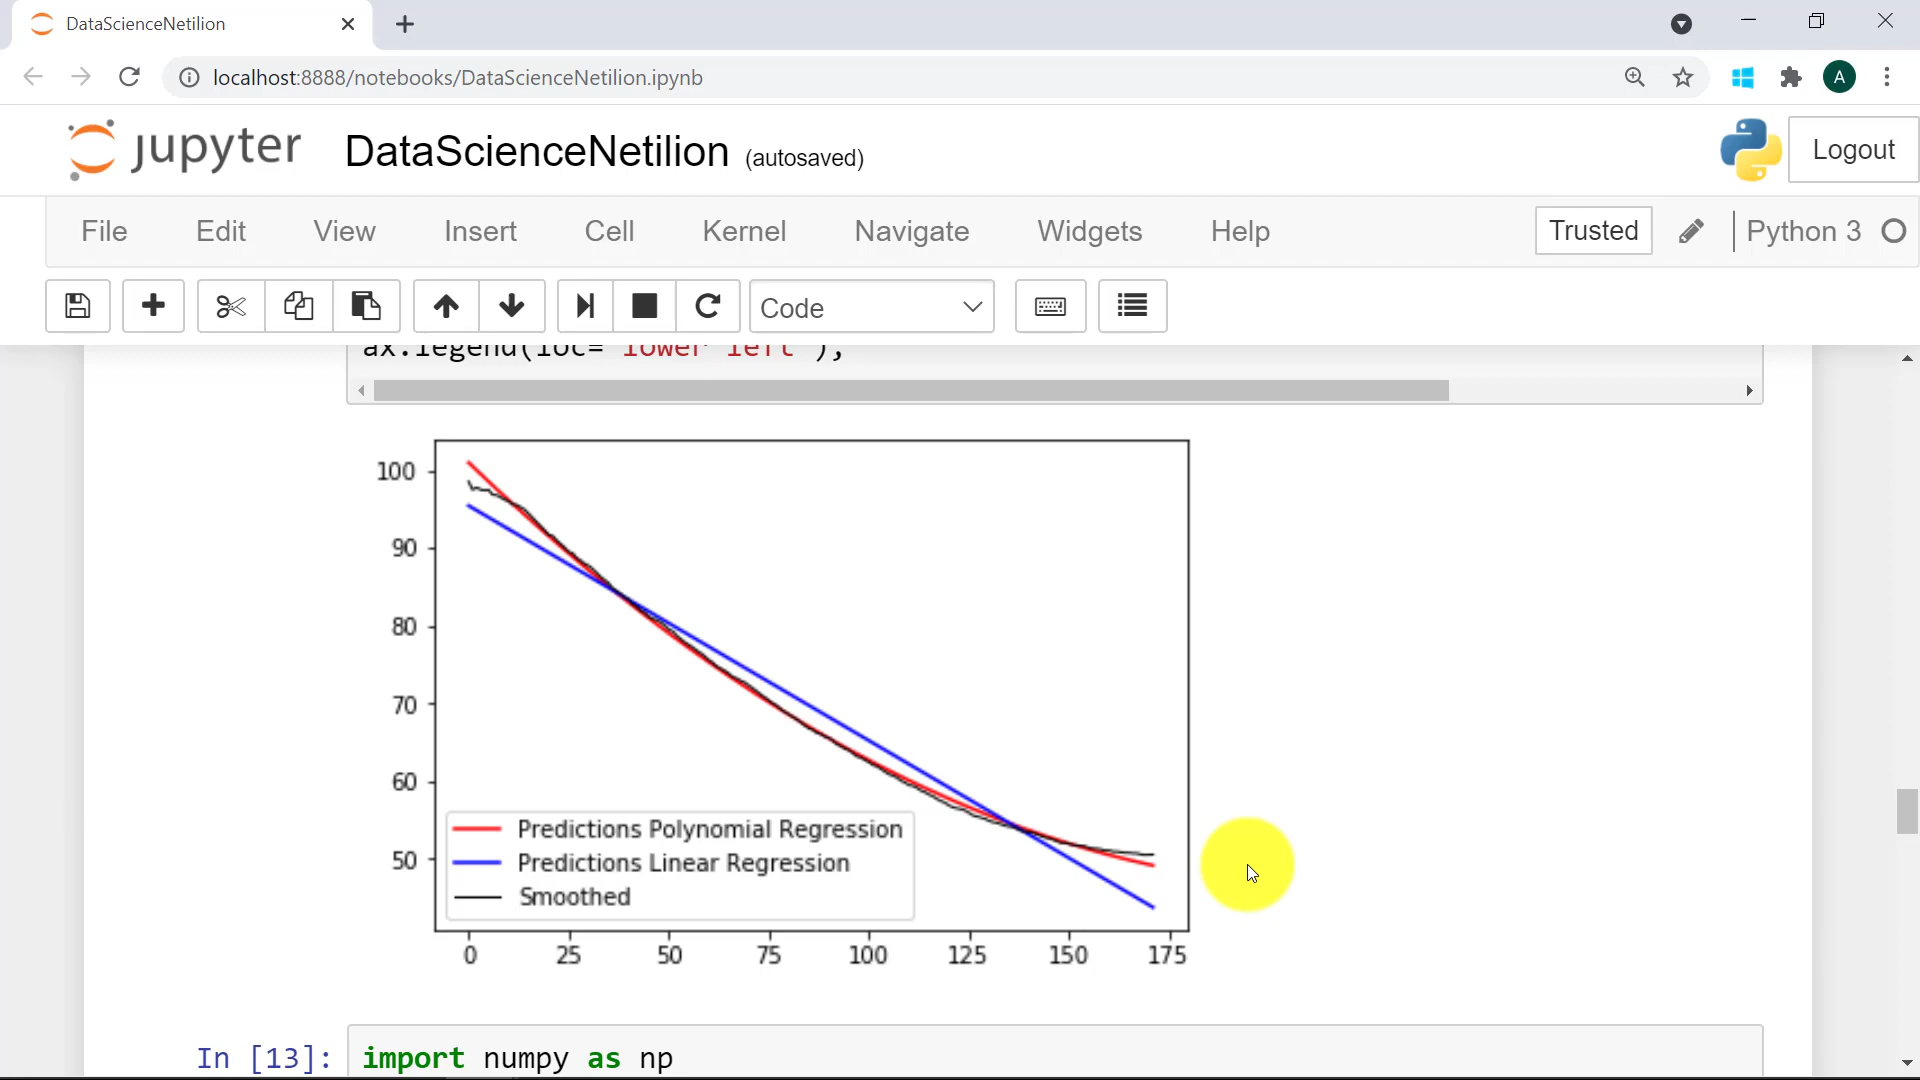 DataScienceNetilion
localhost:8888/notebooks/DataScienceNetilion.ipynb
A
jupyter DataScienceNetilion (autosaved) Logout
File Edit View Insert Cell Kernel Navigate Widgets Help Trusted Python 3
Code
ax.legend(loc='lower left');
100
90
80
70
60
50
Predictions Polynomial Regression
Predictions Linear Regression
Smoothed
0 25 50 75 100 125 150 175
In [13]: import numpy as np